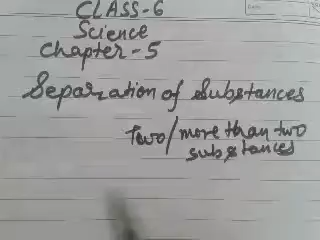 CLASS-6
Science
Chapter-5
Separation of Substances
Two/more than two
substances